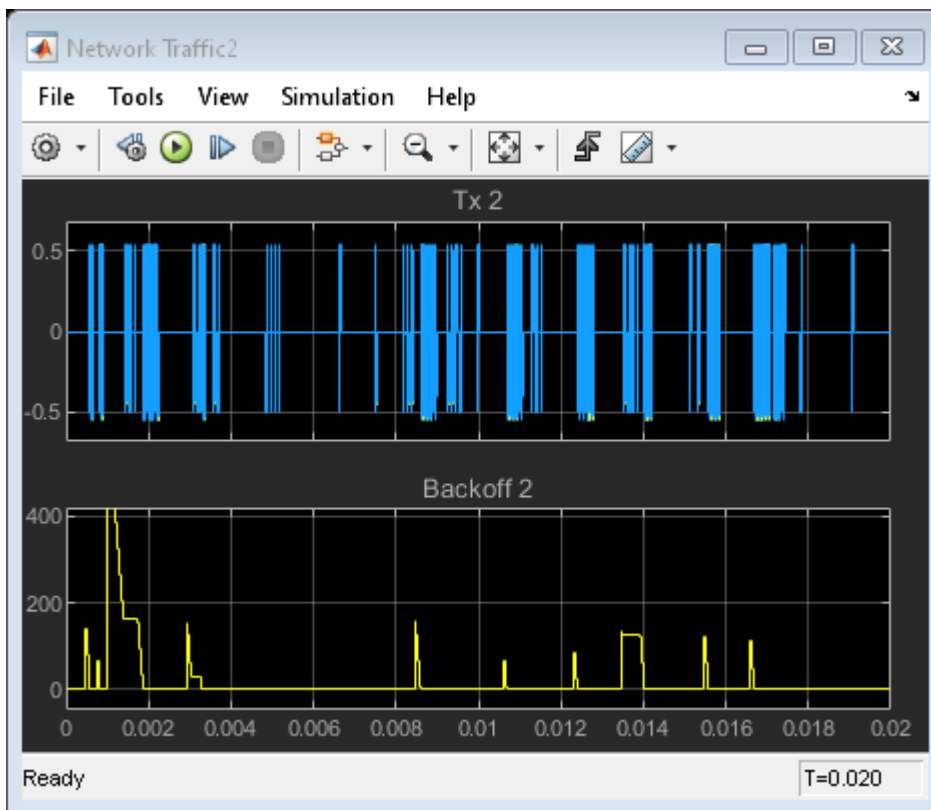 Network Traffic2
File Tools View Simulation Help
Tx 2
0.5
0
-0.5
Backoff 2
400
200
0
0 0.002 0.004 0.006 0.008 0.01 0.012 0.014 0.016 0.018 0.02
Ready T=0.020